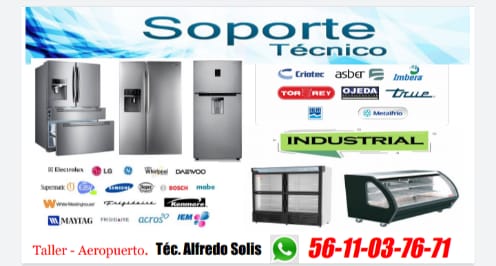 Soporte
Técnico
Criotec asber Imbera
TOR REY OJEDA True
Metalfrio
INDUSTRIAL
Electrolux LG GE Whirlpool DAEWOO
Supermatic easy SAMSUNG BOSCH mabe
White-Westinghouse Frigidaire Kenmore
MAYTAG FRIGIDAIRE acros IEM
Taller - Aeropuerto. Téc. Alfredo Solis 56-11-03-76-71